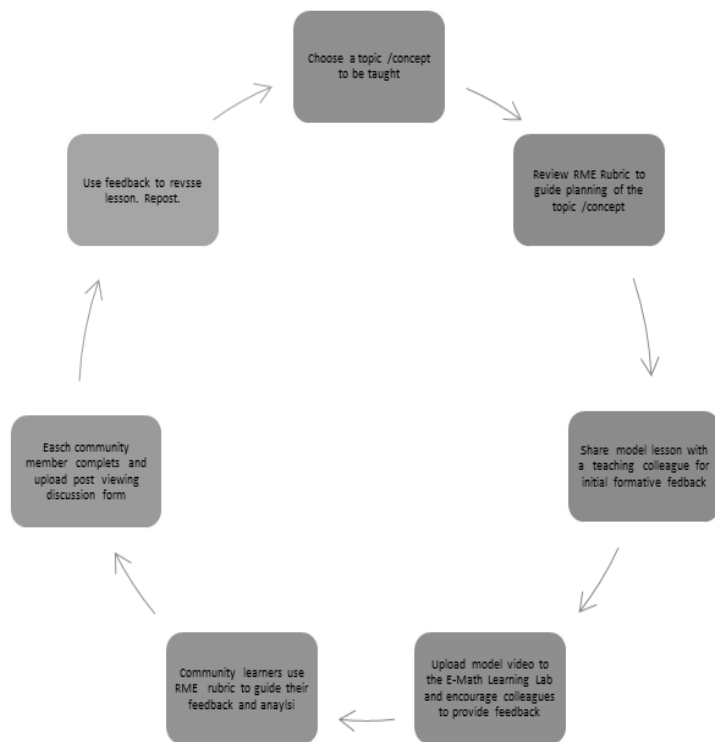 Choose a topic /concept
to be taught
Review RME Rubric to
guide planning of the
topic /concept
Share model lesson with
a teaching colleague for
initial formative fedback
Upload model video to
the E-Math Learning Lab
and encourage colleagues
to provide feedback
Community learners use
RME rubric to guide their
feedback and anaylsi
Easch community
member complets and
upload post viewing
discussion form
Use feedback to revsse
lesson. Repost.